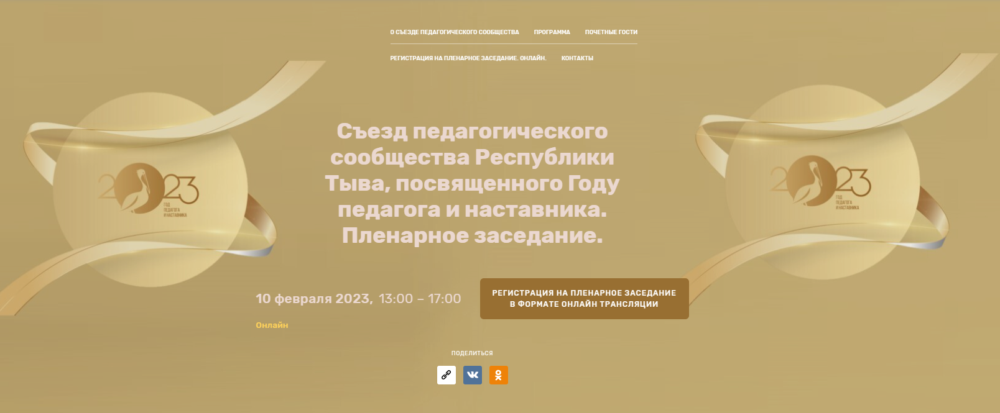 О СЪЕЗДЕ ПЕДАГОГИЧЕСКОГО СООБЩЕСТВА ПРОГРАММА ПОЧЕТНЫЕ ГОСТИ
РЕГИСТРАЦИЯ НА ПЛЕНАРНОЕ ЗАСЕДАНИЕ. ОНЛАЙН. КОНТАКТЫ
Съезд педагогического
сообщества Республики
Тыва, посвященного Году
педагога и наставника.
Пленарное заседание.
2023
ГОД
ПЕДАГОГА
И НАСТАВНИКА
2023
ГОД
ПЕДАГОГА
И НАСТАВНИКА
10 февраля 2023, 13:00 – 17:00
Онлайн
РЕГИСТРАЦИЯ НА ПЛЕНАРНОЕ ЗАСЕДАНИЕ
В ФОРМАТЕ ОНЛАЙН ТРАНСЛЯЦИИ
ПОДЕЛИТЬСЯ